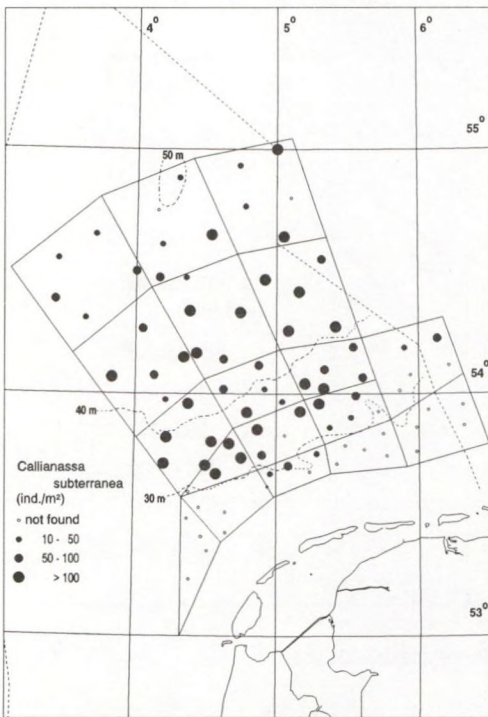 4°
5°
6°
55°
50 m
54°
40 m
Callianassa
subterranea
(ind./m²)
30 m
not found
10 - 50
50 - 100
> 100
53°